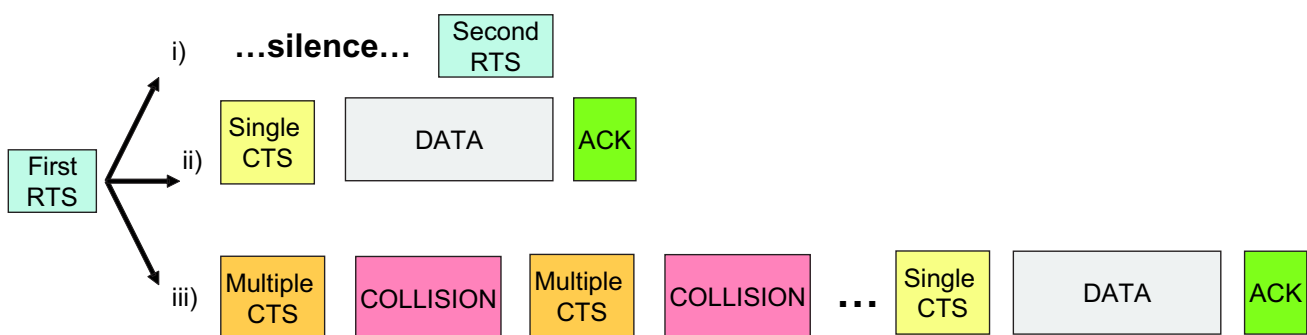 i) …silence… Second
RTS
First
RTS
ii) Single
CTS
DATA
ACK
iii) Multiple
CTS
COLLISION
Multiple
CTS
COLLISION
...
Single
CTS
DATA
ACK